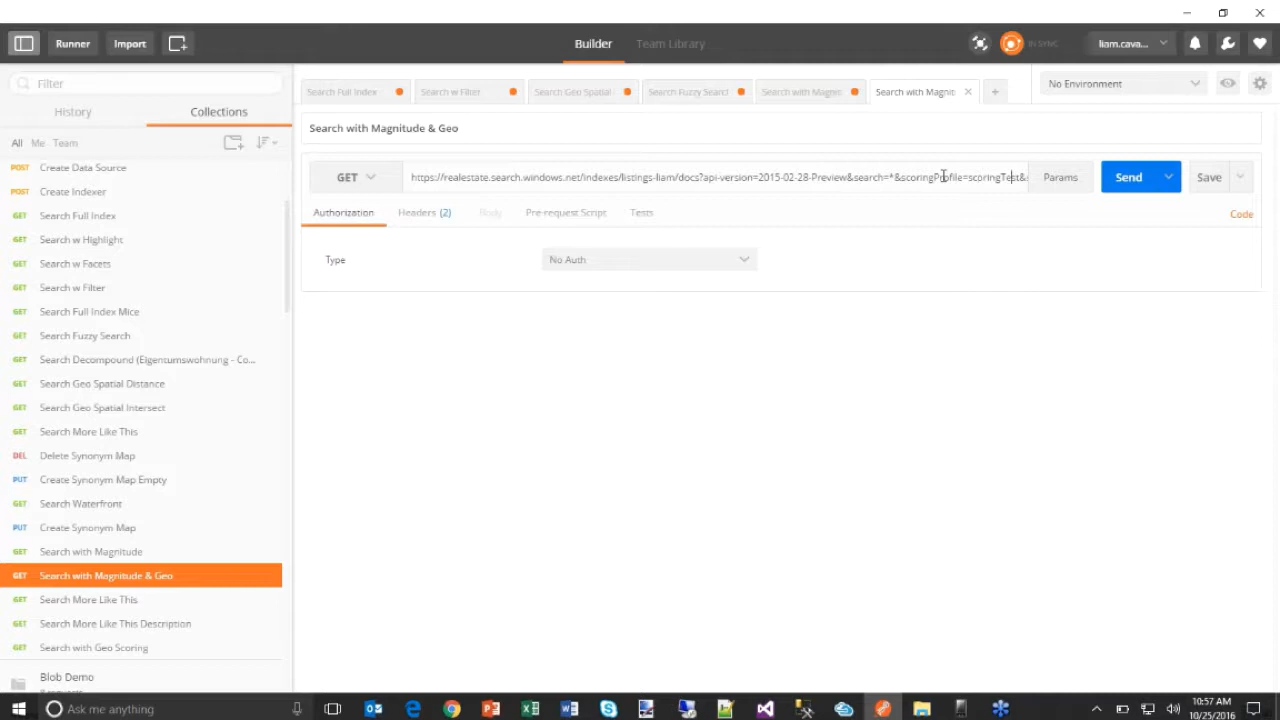 Runner
Import
Builder
Team Library
IN SYNC
liam.cava...
Filter
Search Full Index
Search w Filter
Search Geo Spatial
Search Fuzzy Search
Search with Magnit
Search with Magnit
No Environment
History
Collections
All Me Team
Search with Magnitude & Geo
POST Create Data Source
POST Create Indexer
GET Search Full Index
GET Search w Highlight
GET Search w Facets
GET Search w Filter
GET Search Full Index Mice
GET Search Fuzzy Search
GET Search Decompound (Eigentumswohnung - Co...
GET Search Geo Spatial Distance
GET Search Geo Spatial Intersect
GET Search More Like This
DEL Delete Synonym Map
PUT Create Synonym Map Empty
GET Search Waterfront
PUT Create Synonym Map
GET Search with Magnitude
GET Search with Magnitude & Geo
GET Search More Like This
GET Search More Like This Description
GET Search with Geo Scoring
Blob Demo
GET
https://realestate.search.windows.net/indexes/listings-liam/docs?api-version=2015-02-28-Preview&search=*&scoringProfile=scoringTest&
Params
Send
Save
Authorization
Headers (2)
Body
Pre-request Script
Tests
Code
Type
No Auth
Ask me anything
10:57 AM
10/25/2016